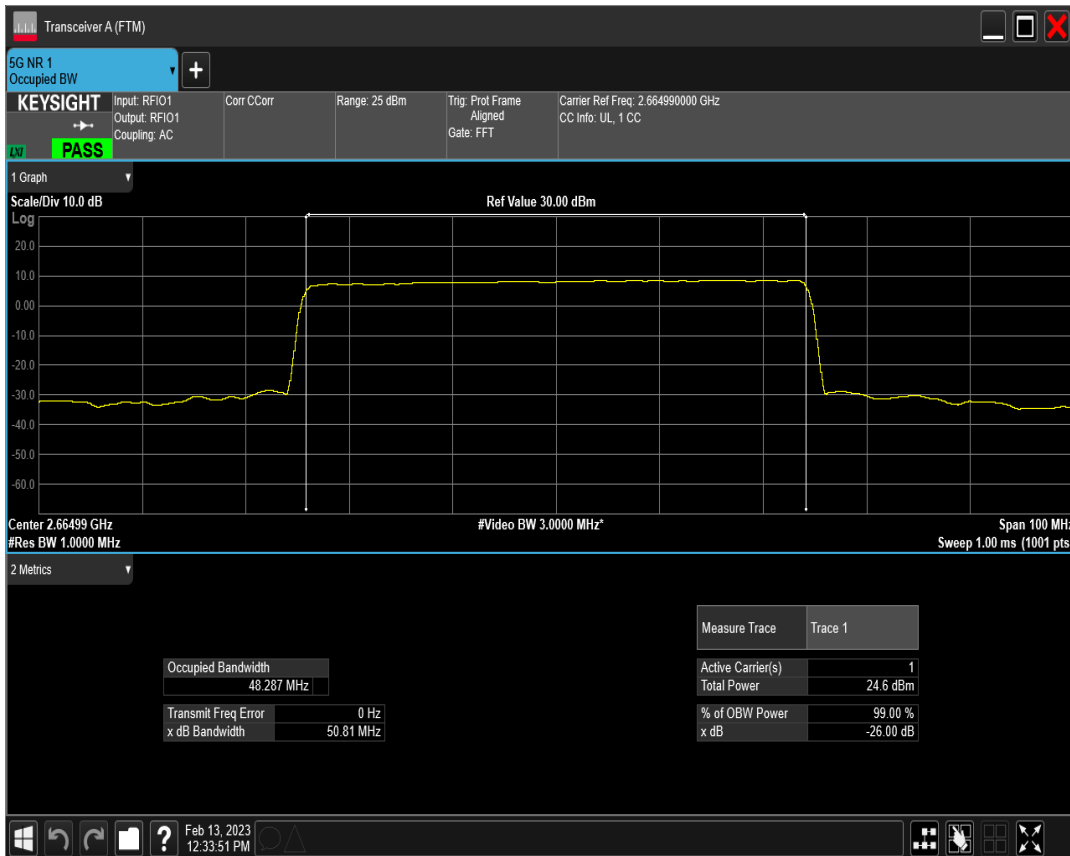 Transceiver A (FTM)
5G NR 1
Occupied BW
+
KEYSIGHT
LXI
PASS
Input: RFIO1
Output: RFIO1
Coupling: AC
Corr CCorr
Range: 25 dBm
Trig: Prot Frame
Aligned
Gate: FFT
Carrier Ref Freq: 2.664990000 GHz
CC Info: UL, 1 CC
1 Graph
Scale/Div 10.0 dB
Ref Value 30.00 dBm
Log
20.0
10.0
0.00
-10.0
-20.0
-30.0
-40.0
-50.0
-60.0
Center 2.66499 GHz
#Video BW 3.0000 MHz*
Span 100 MHz
#Res BW 1.0000 MHz
Sweep 1.00 ms (1001 pts
2 Metrics
Measure Trace Trace 1
Occupied Bandwidth
48.287 MHz
Transmit Freq Error 0 Hz
x dB Bandwidth 50.81 MHz
Active Carrier(s) 1
Total Power 24.6 dBm
% of OBW Power 99.00 %
x dB -26.00 dB
?
Feb 13, 2023
12:33:51 PM